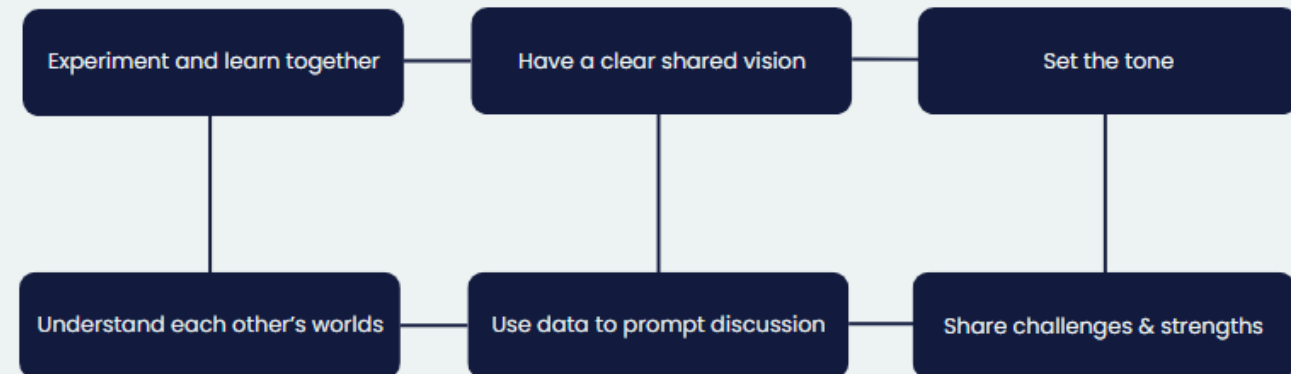 Experiment and learn together
Have a clear shared vision
Set the tone
Understand each other’s worlds
Use data to prompt discussion
Share challenges & strengths